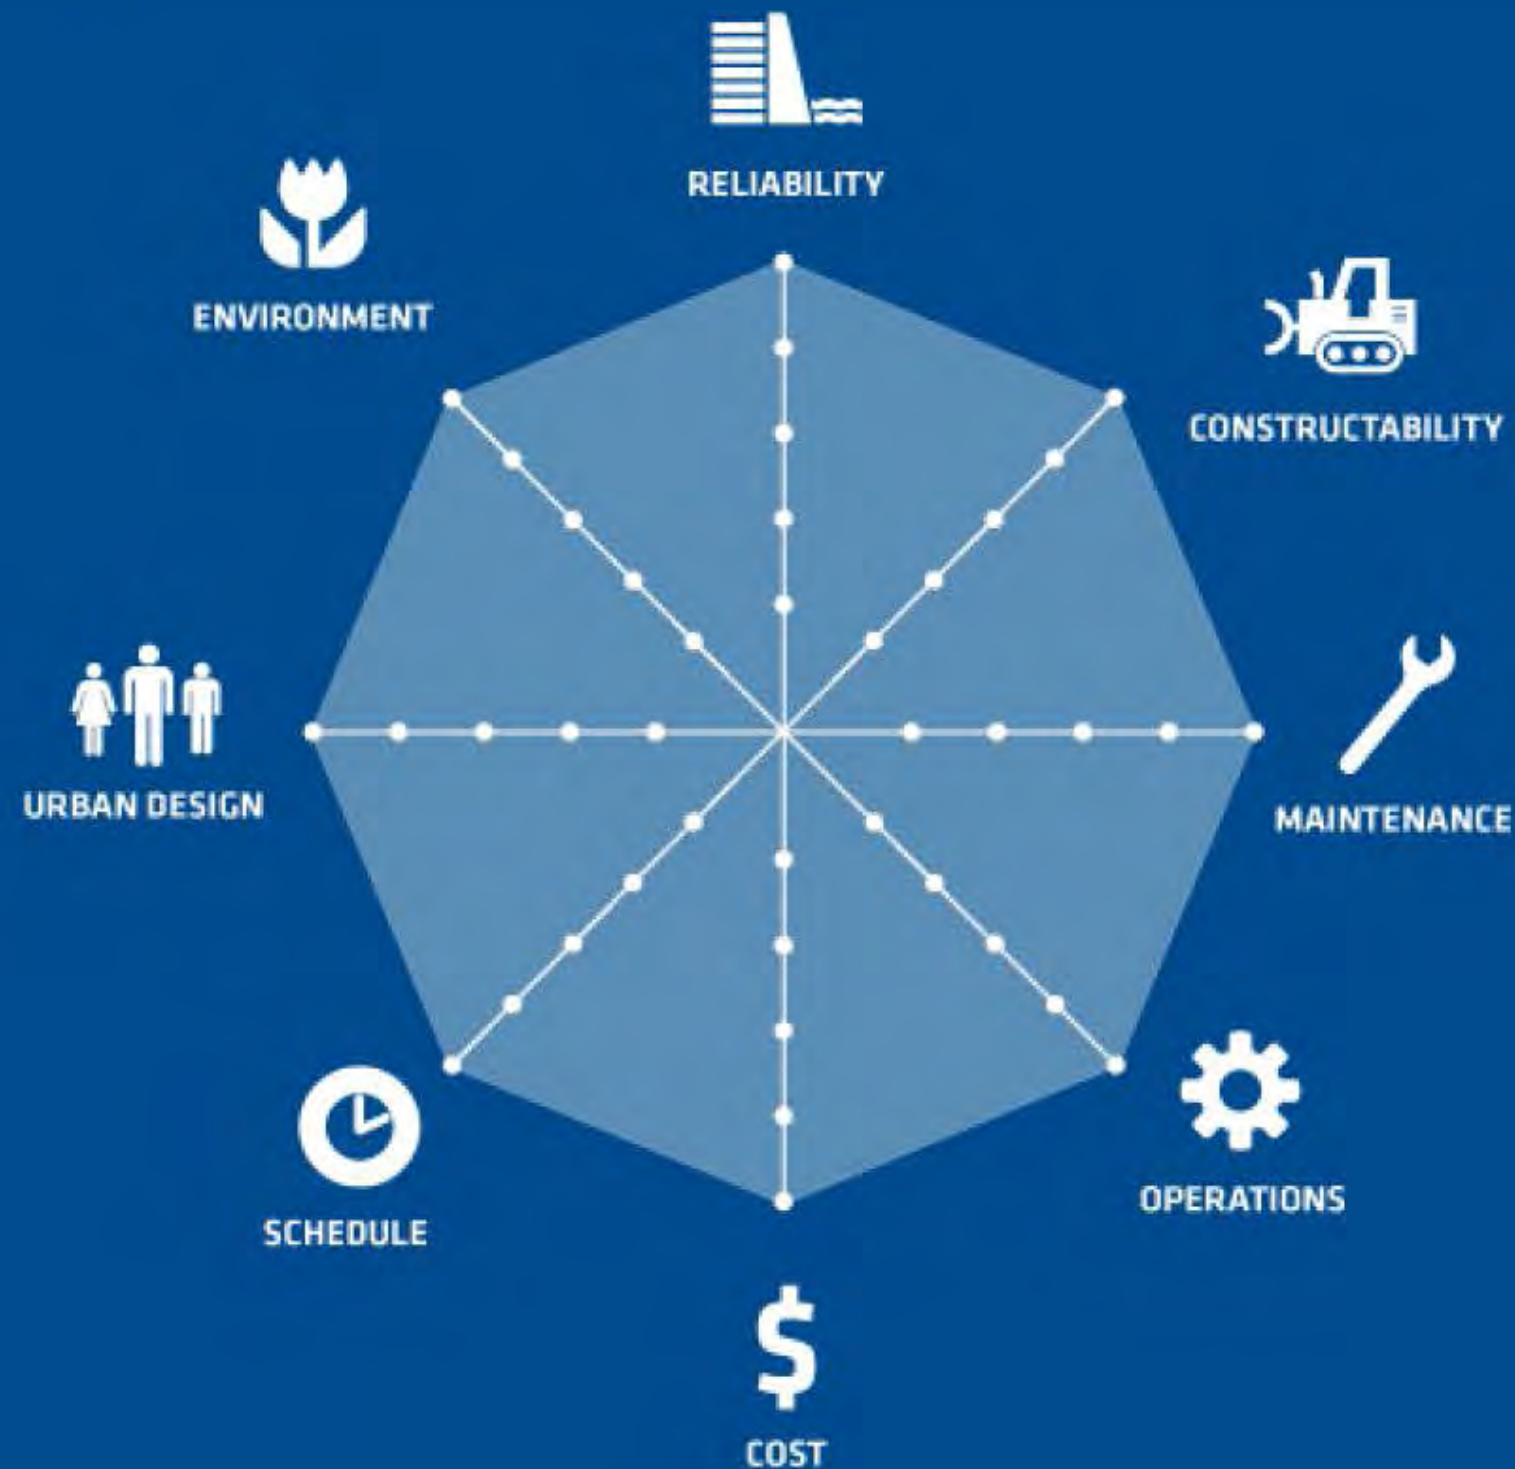 RELIABILITY
ENVIRONMENT
CONSTRUCTABILITY
URBAN DESIGN
MAINTENANCE
SCHEDULE
OPERATIONS
$
COST